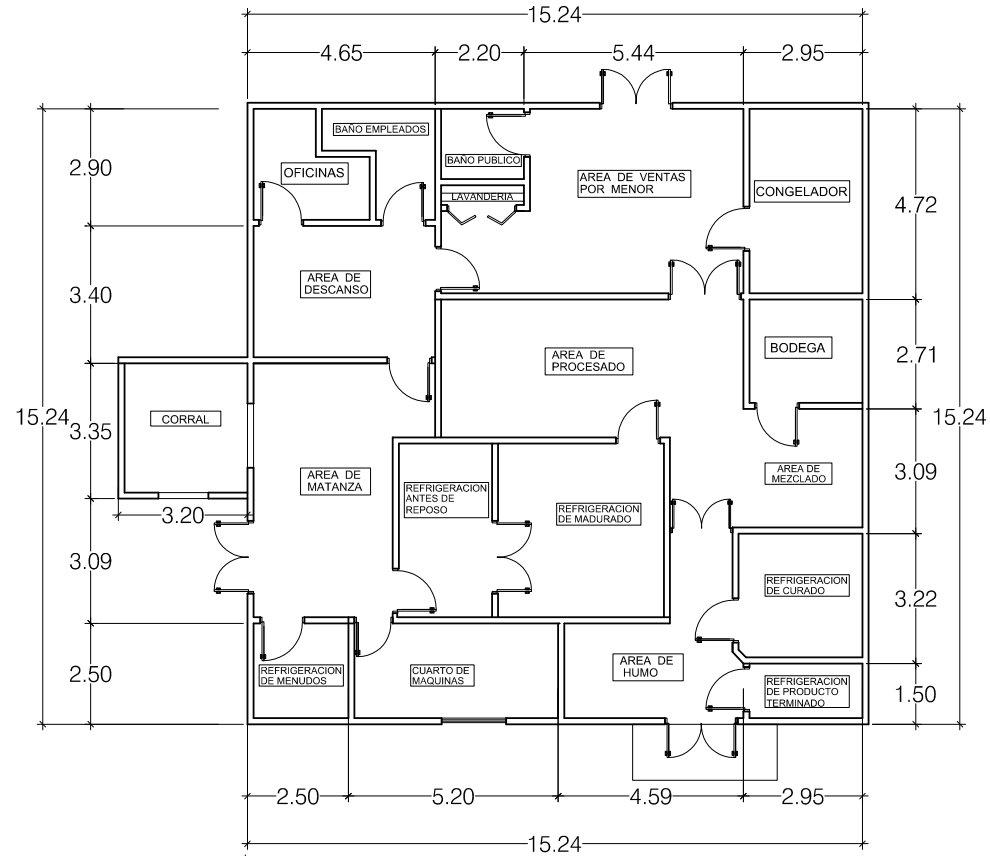 15.24
4.65
2.20
5.44
2.95
BAÑO EMPLEADOS
OFICINAS
BAÑO PUBLICO
LAVANDERIA
AREA DE VENTAS
POR MENOR
CONGELADOR
2.90
4.72
AREA DE
DESCANSO
3.40
AREA DE
PROCESADO
BODEGA
2.71
15.24
CORRAL
3.35
15.24
AREA DE
MATANZA
REFRIGERACION
ANTES DE
REPOSO
REFRIGERACION
DE MADURADO
AREA DE
MEZCLADO
3.09
3.20
3.09
REFRIGERACION
DE CURADO
3.22
2.50
REFRIGERACION
DE MENUDOS
CUARTO DE
MAQUINAS
AREA DE
HUMO
REFRIGERACION
DE PRODUCTO
TERMINADO
1.50
2.50
5.20
4.59
2.95
15.24